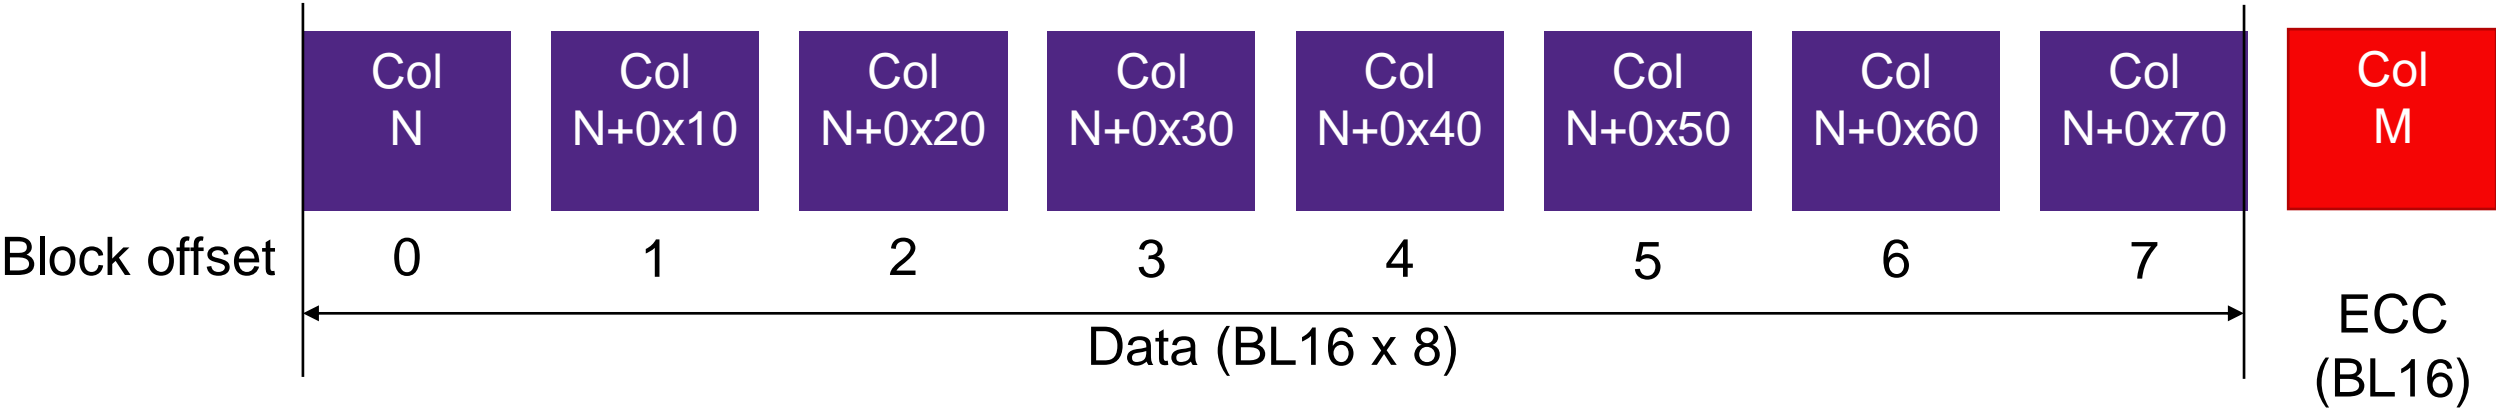 Col
N
Col
N+0x10
Col
N+0x20
Col
N+0x30
Col
N+0x40
Col
N+0x50
Col
N+0x60
Col
N+0x70
Col
M
Block offset 0 1 2 3 4 5 6 7
Data (BL16 x 8)
ECC
(BL16)